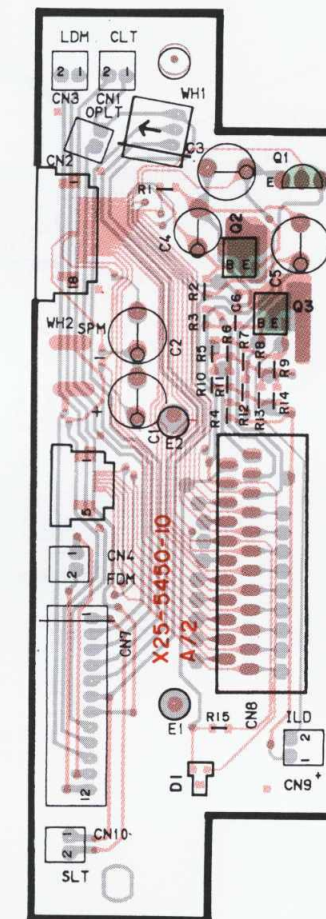 LDM CLT
2 1
2 1
CN3 CN1
OPLT
WH1
CN2
C3
Q1
E
R1
1
18
C4
Q2
B E
C5
R2
Q3
B E
WH2
SPM
C2
R3
R5
R6
C6
R7
R8
R9
R10
R11
R4
R12
R13
R14
−
+
C1
E3
1
5
1
2
CN4
FDM
X25-5450-10
A/2
CN7
12
CN8
E1
R15
ILD
2
1
CN9 +
D1
1
2
CN10
SLT